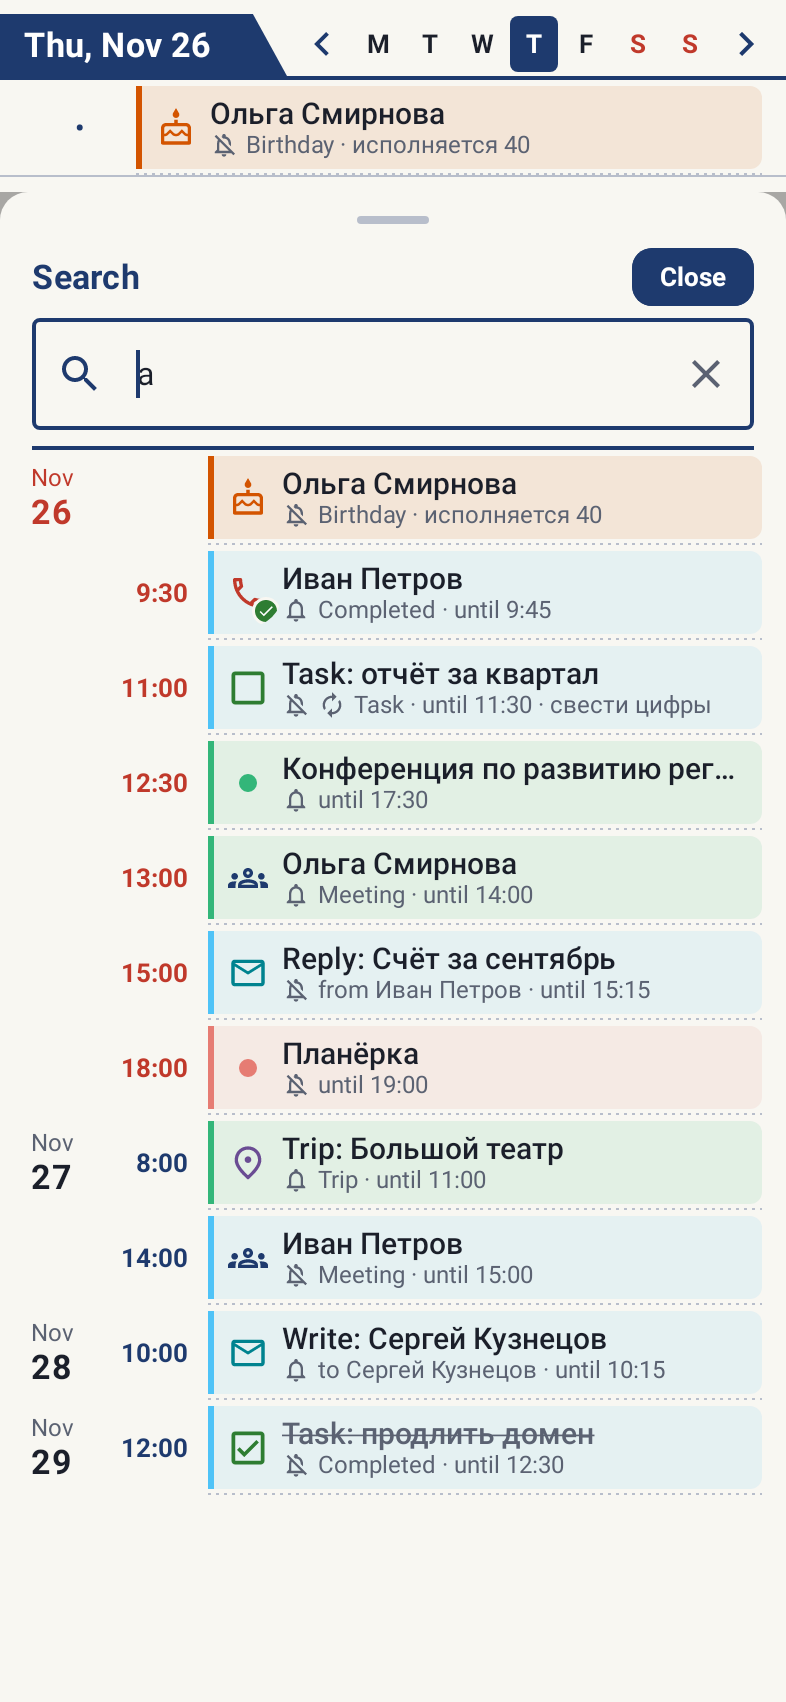 Thu, Nov 26
M T W T F S S
Ольга Смирнова
Birthday · исполняется 40
Search
Close
а
Nov
26
Ольга Смирнова
Birthday · исполняется 40
9:30
Иван Петров
Completed · until 9:45
11:00
Task: отчёт за квартал
Task · until 11:30 · свести цифры
12:30
Конференция по развитию рег…
until 17:30
13:00
Ольга Смирнова
Meeting · until 14:00
15:00
Reply: Счёт за сентябрь
from Иван Петров · until 15:15
18:00
Планёрка
until 19:00
Nov
27
8:00
Trip: Большой театр
Trip · until 11:00
14:00
Иван Петров
Meeting · until 15:00
Nov
28
10:00
Write: Сергей Кузнецов
to Сергей Кузнецов · until 10:15
Nov
29
12:00
Task: продлить домен
Completed · until 12:30